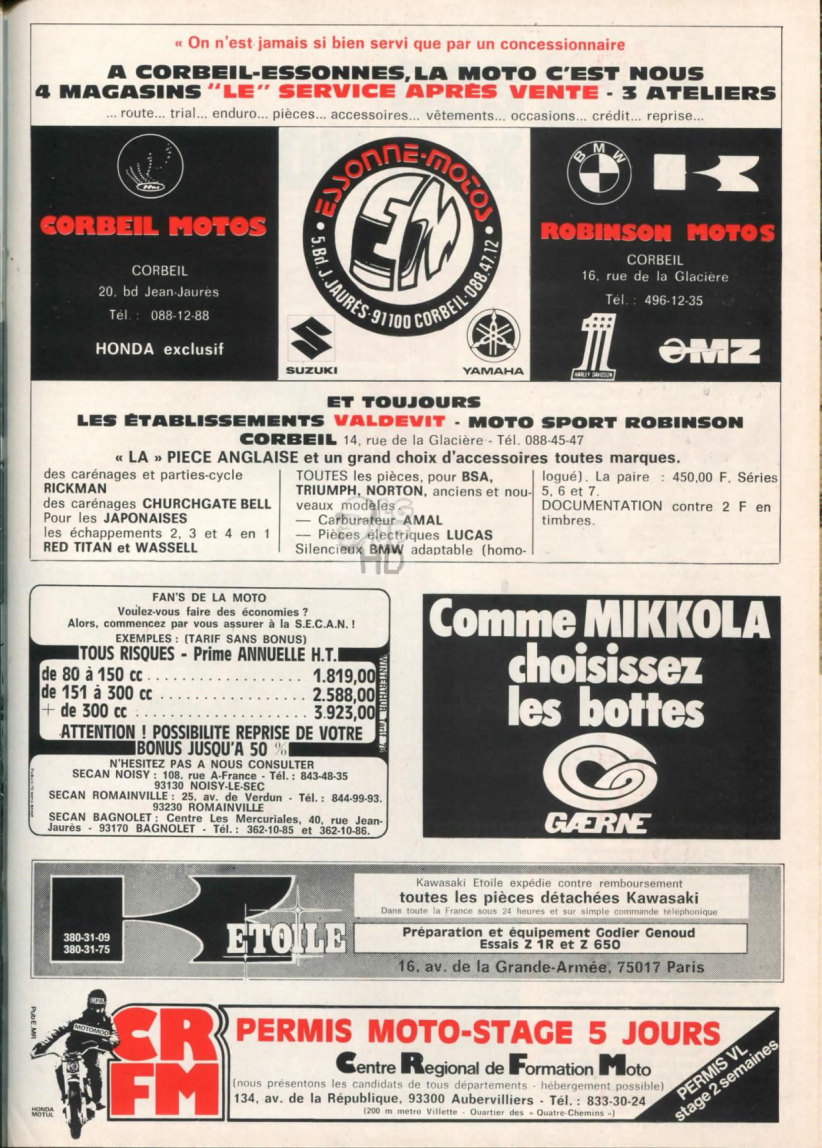 « On n'est jamais si bien servi que par un concessionnaire
A CORBEIL-ESSONNES, LA MOTO C'EST NOUS
4 MAGASINS "LE" SERVICE APRÈS VENTE - 3 ATELIERS
... route... trial... enduro... pièces... accessoires... vêtements... occasions... crédit... reprise...
CORBEIL MOTOS
CORBEIL
20, bd Jean-Jaurès
Tél. : 088-12-88
HONDA exclusif
ESSONNE-MOTOS
EM
• 5.Bd.J.JAURÈS-91100 CORBEIL-088.47.12 •
SUZUKI
YAMAHA
BMW
ROBINSON MOTOS
CORBEIL
16, rue de la Glacière
Tél. : 496-12-35
1
HARLEY DAVIDSON
MZ
ET TOUJOURS
LES ÉTABLISSEMENTS VALDEVIT - MOTO SPORT ROBINSON
CORBEIL 14, rue de la Glacière - Tél. 088-45-47
« LA » PIECE ANGLAISE et un grand choix d'accessoires toutes marques.
des carénages et parties-cycle
RICKMAN
des carénages CHURCHGATE BELL
Pour les JAPONAISES
les échappements 2, 3 et 4 en 1
RED TITAN et WASSELL
TOUTES les pièces, pour BSA,
TRIUMPH, NORTON, anciens et nou-
veaux modèles
— Carburateur AMAL
— Pièces électriques LUCAS
Silencieux BMW adaptable (homo-
logué). La paire : 450,00 F. Séries
5, 6 et 7.
DOCUMENTATION contre 2 F en
timbres.
HD
FAN'S DE LA MOTO
Voulez-vous faire des économies ?
Alors, commencez par vous assurer à la S.E.C.A.N. !
EXEMPLES : (TARIF SANS BONUS)
TOUS RISQUES - Prime ANNUELLE H.T.
de 80 à 150 cc .................. 1.819,00
de 151 à 300 cc ................ 2.588,00
+ de 300 cc .................... 3.923,00
ATTENTION ! POSSIBILITE REPRISE DE VOTRE
BONUS JUSQU'A 50 %
N'HESITEZ PAS A NOUS CONSULTER
SECAN NOISY : 108, rue A-France - Tél. : 843-48-35
93130 NOISY-LE-SEC
SECAN ROMAINVILLE : 25, av. de Verdun - Tél. : 844-99-93.
93230 ROMAINVILLE
SECAN BAGNOLET : Centre Les Mercuriales, 40, rue Jean-
Jaurès - 93170 BAGNOLET - Tél. : 362-10-85 et 362-10-86.
Comme MIKKOLA
choisissez
les bottes
GÆRNE
380-31-09
380-31-75
ETOILE
Kawasaki Etoile expédie contre remboursement
toutes les pièces détachées Kawasaki
Dans toute la France sous 24 heures et sur simple commande téléphonique
Préparation et équipement Godier Genoud
Essais Z 1R et Z 650
16, av. de la Grande-Armée, 75017 Paris
Pub E.MR
MOTOMOD
HONDA
MOTUL
CR
FM
PERMIS MOTO-STAGE 5 JOURS
Centre Regional de Formation Moto
(nous présentons les candidats de tous départements - hébergement possible)
134, av. de la République, 93300 Aubervilliers - Tél. : 833-30-24
(200 m métro Villette - Quartier des « Quatre-Chemins »)
PERMIS VL
stage 2 semaines